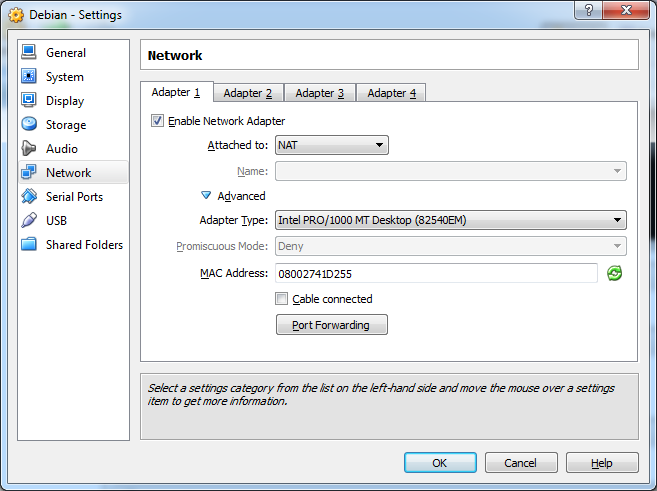 Debian - Settings
General
System
Display
Storage
Audio
Network
Serial Ports
USB
Shared Folders
Network
Adapter 1 Adapter 2 Adapter 3 Adapter 4
Enable Network Adapter
Attached to: NAT
Name:
Advanced
Adapter Type: Intel PRO/1000 MT Desktop (82540EM)
Promiscuous Mode: Deny
MAC Address: 08002741D255
Cable connected
Port Forwarding
Select a settings category from the list on the left-hand side and move the mouse over a settings
item to get more information.
OK Cancel Help